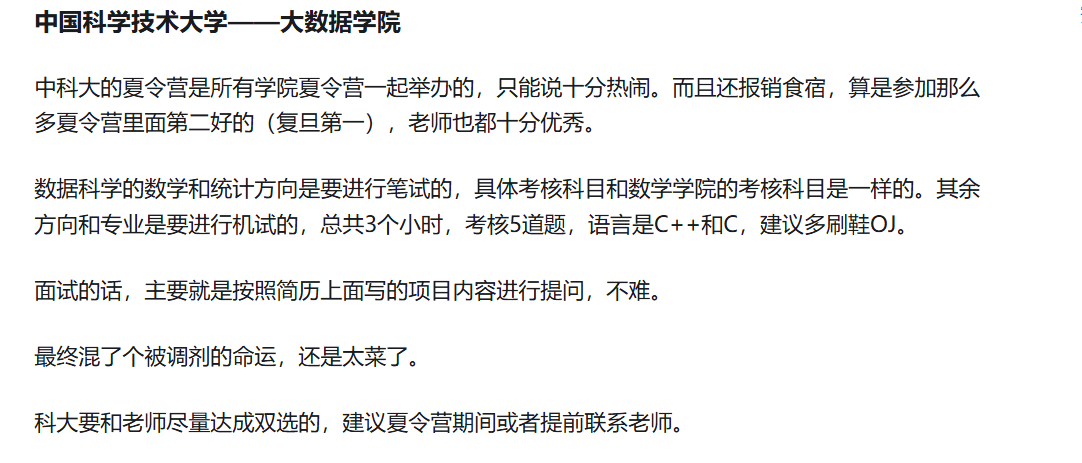 中国科学技术大学——大数据学院
中科大的夏令营是所有学院夏令营一起举办的，只能说十分热闹。而且还报销食宿，算是参加那么
多夏令营里面第二好的（复旦第一），老师也都十分优秀。
数据科学的数学和统计方向是要进行笔试的，具体考核科目和数学学院的考核科目是一样的。其余
方向和专业是要进行机试的，总共3个小时，考核5道题，语言是C++和C，建议多刷鞋OJ。
面试的话，主要就是按照简历上面写的项目内容进行提问，不难。
最终混了个被调剂的命运，还是太菜了。
科大要和老师尽量达成双选的，建议夏令营期间或者提前联系老师。